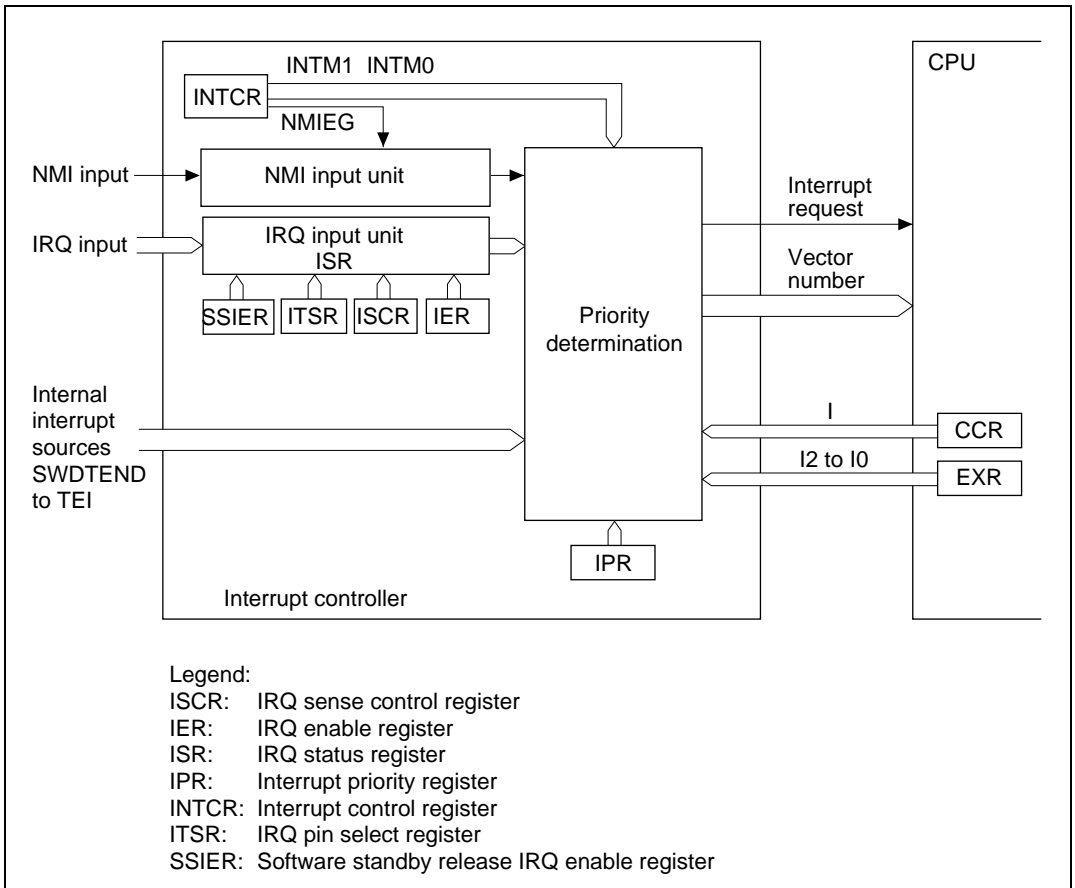 INTM1 INTM0
CPU
INTCR
NMIEG
NMI input
NMI input unit
Interrupt
request
IRQ input
IRQ input unit
ISR
Vector
number
SSIER
ITSR
ISCR
IER
Priority
determination
Internal
interrupt
sources
SWDTEND
to TEI
I
CCR
I2 to I0
EXR
IPR
Interrupt controller
Legend:
ISCR: IRQ sense control register
IER: IRQ enable register
ISR: IRQ status register
IPR: Interrupt priority register
INTCR: Interrupt control register
ITSR: IRQ pin select register
SSIER: Software standby release IRQ enable register